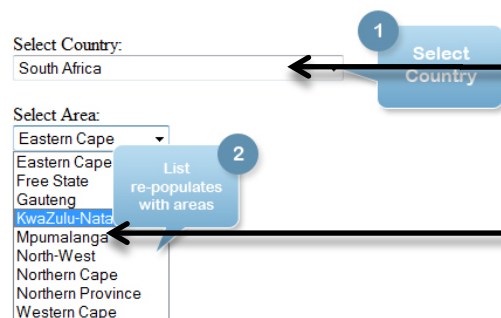 Select Country:
South Africa
1
Select
Country
Select Area:
Eastern Cape
Eastern Cape
Free State
Gauteng
KwaZulu-Nata
Mpumalanga
North-West
Northern Cape
Northern Province
Western Cape
2
List
re-populates
with areas